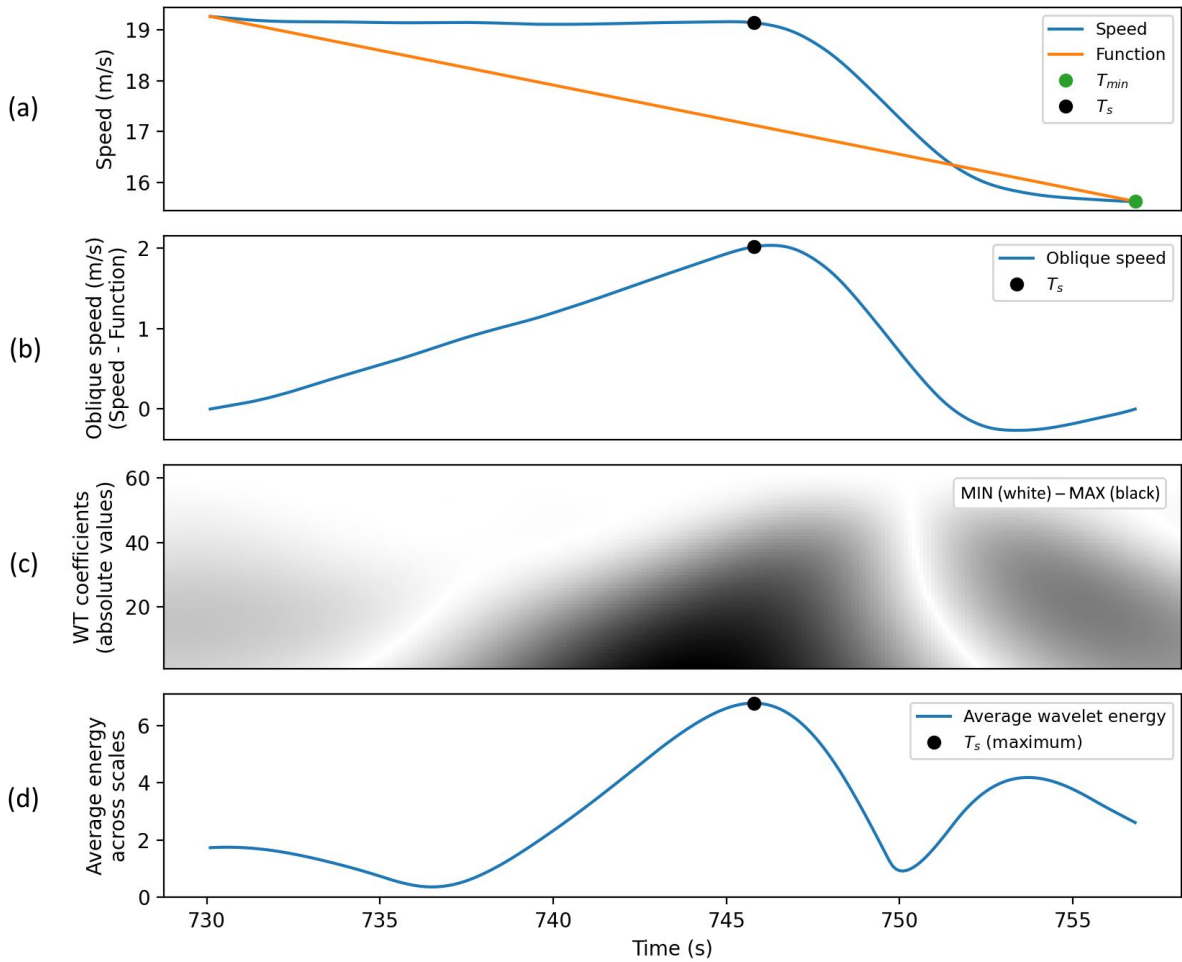 (a)
Speed (m/s)
19
18
17
16
Speed
Function
T_min
T_s
(b)
Oblique speed (m/s)
(Speed - Function)
2
1
0
Oblique speed
T_s
(c)
WT coefficients
(absolute values)
60
40
20
MIN (white) – MAX (black)
(d)
Average energy
across scales
6
4
2
0
Average wavelet energy
T_s (maximum)
730 735 740 745 750 755
Time (s)